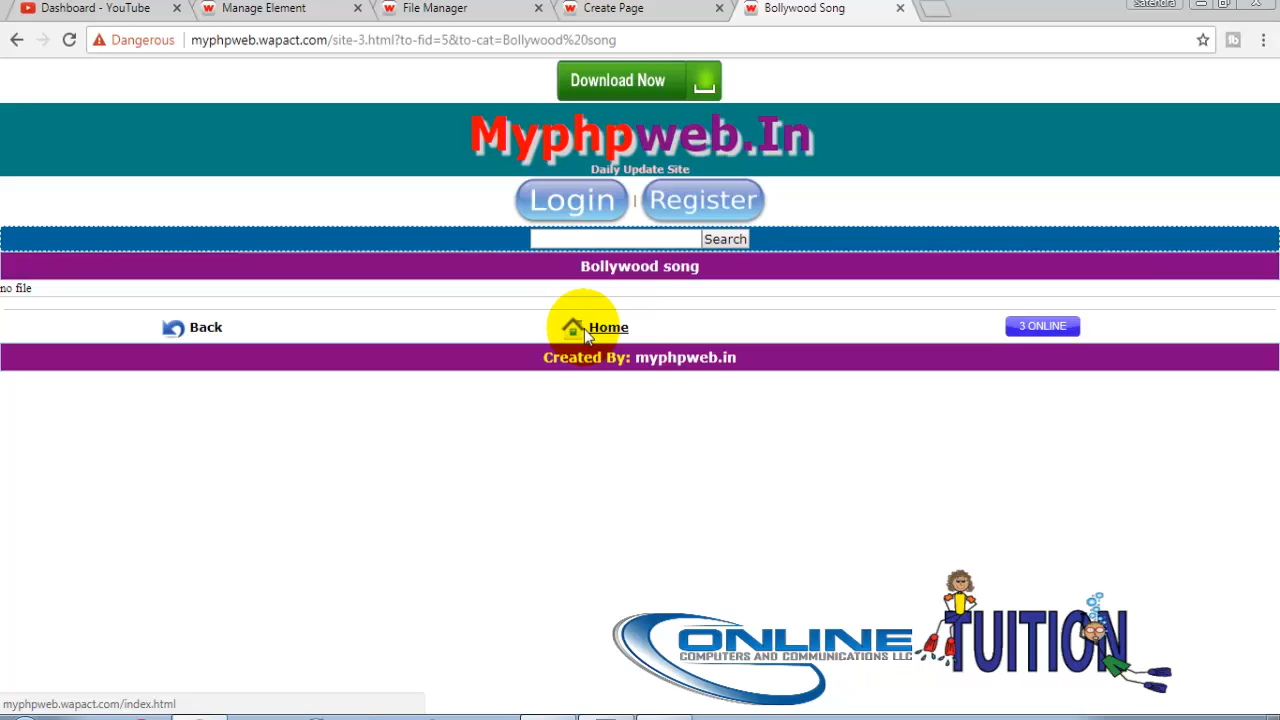 Dashboard - YouTube
Manage Element
File Manager
Create Page
Bollywood Song
Satendra
Dangerous
myphpweb.wapact.com/site-3.html?to-fid=5&to-cat=Bollywood%20song
Download Now
Myphpweb.In
Daily Update Site
Login | Register
Search
Bollywood song
no file
Back
Home
3 ONLINE
Created By: myphpweb.in
ONLINE
COMPUTERS AND COMMUNICATIONS LLC
TUITION
myphpweb.wapact.com/index.html